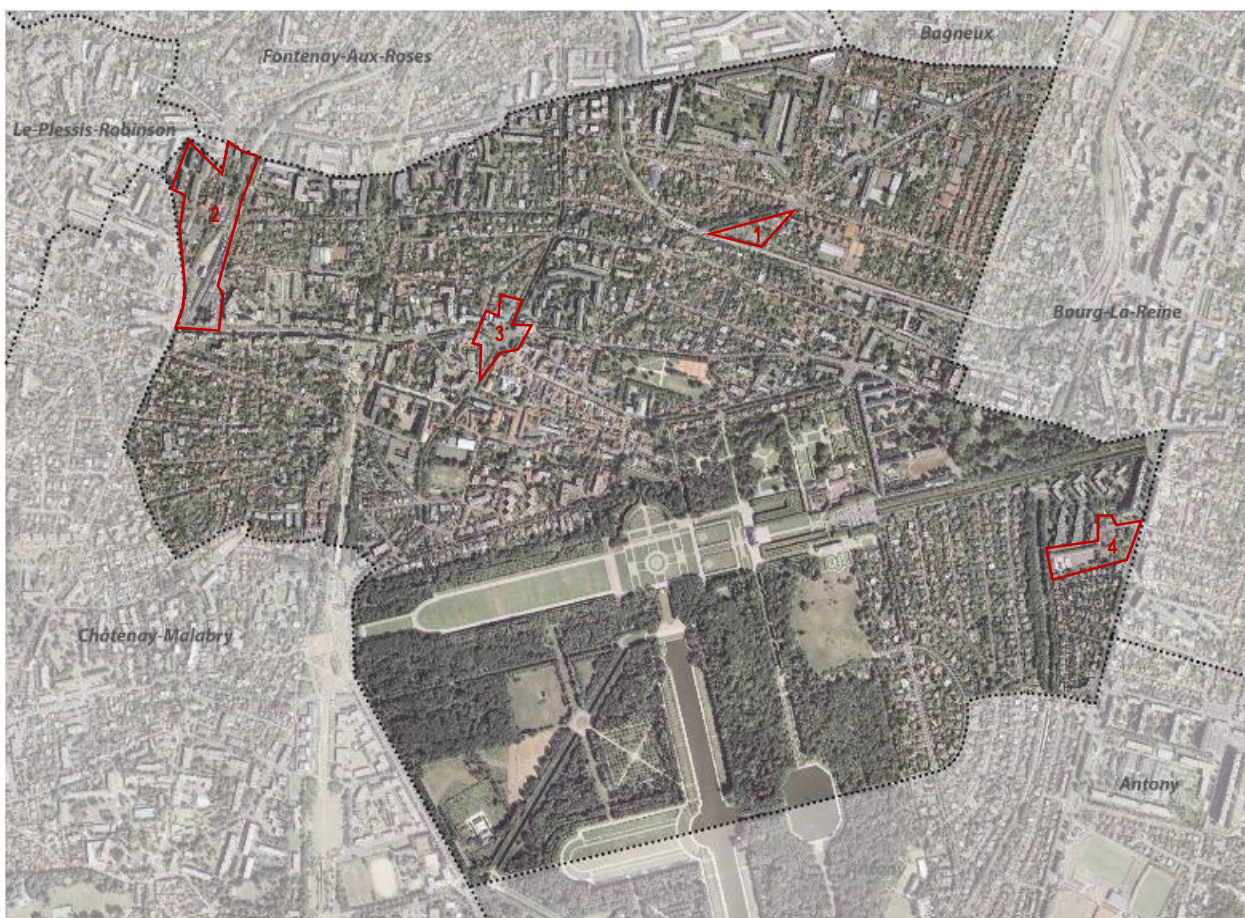 Bagneux
Fontenay-Aux-Roses
Le-Plessis-Robinson
2
1
Bourg-La-Reine
3
4
Châtenay-Malabry
Antony